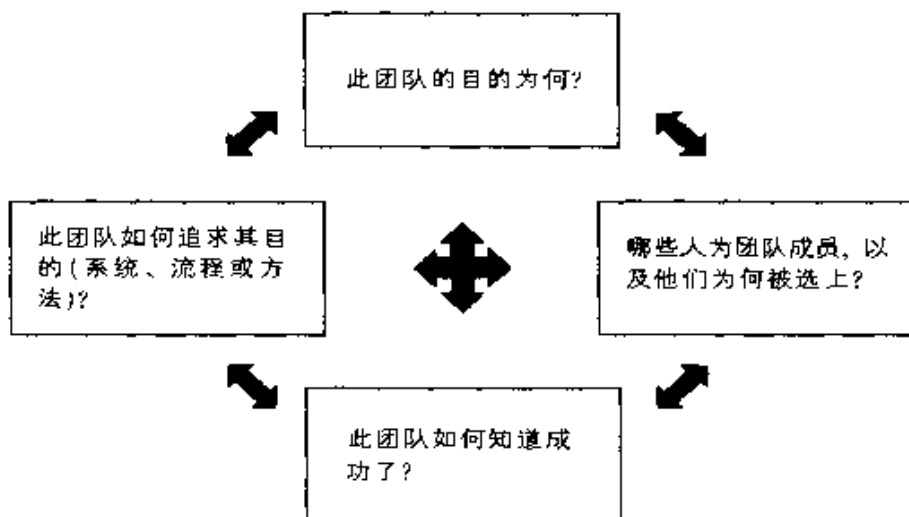 此团队的目的为何?
此团队如何追求其目
的(系统、流程或方
法)?
哪些人为团队成员, 以
及他们为何被选上?
此团队如何知道成
功了?